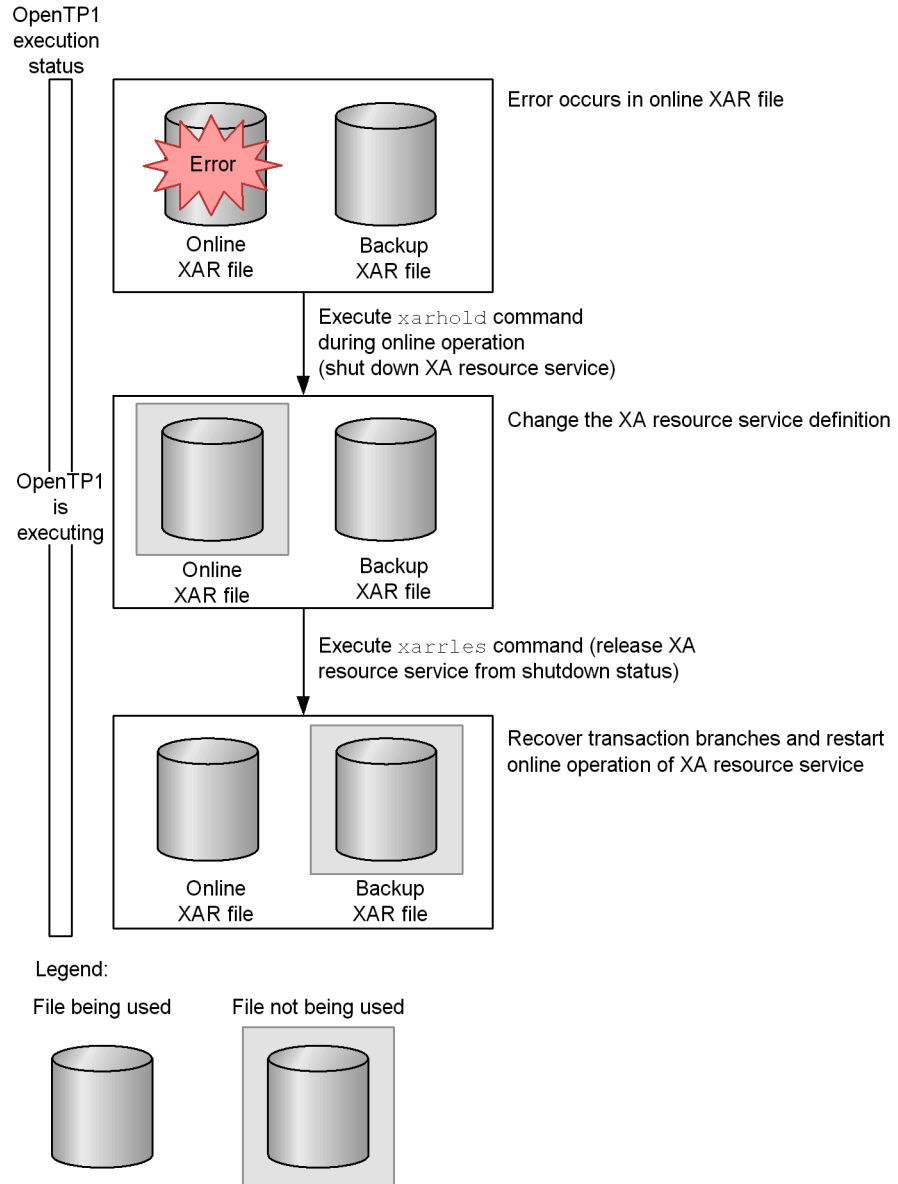 OpenTP1
execution
status
Error occurs in online XAR file
Error
Online
XAR file
Backup
XAR file
Execute xarhold command
during online operation
(shut down XA resource service)
Change the XA resource service definition
OpenTP1
is
executing
Online
XAR file
Backup
XAR file
Execute xarrles command (release XA
resource service from shutdown status)
Recover transaction branches and restart
online operation of XA resource service
Online
XAR file
Backup
XAR file
Legend:
File being used
File not being used